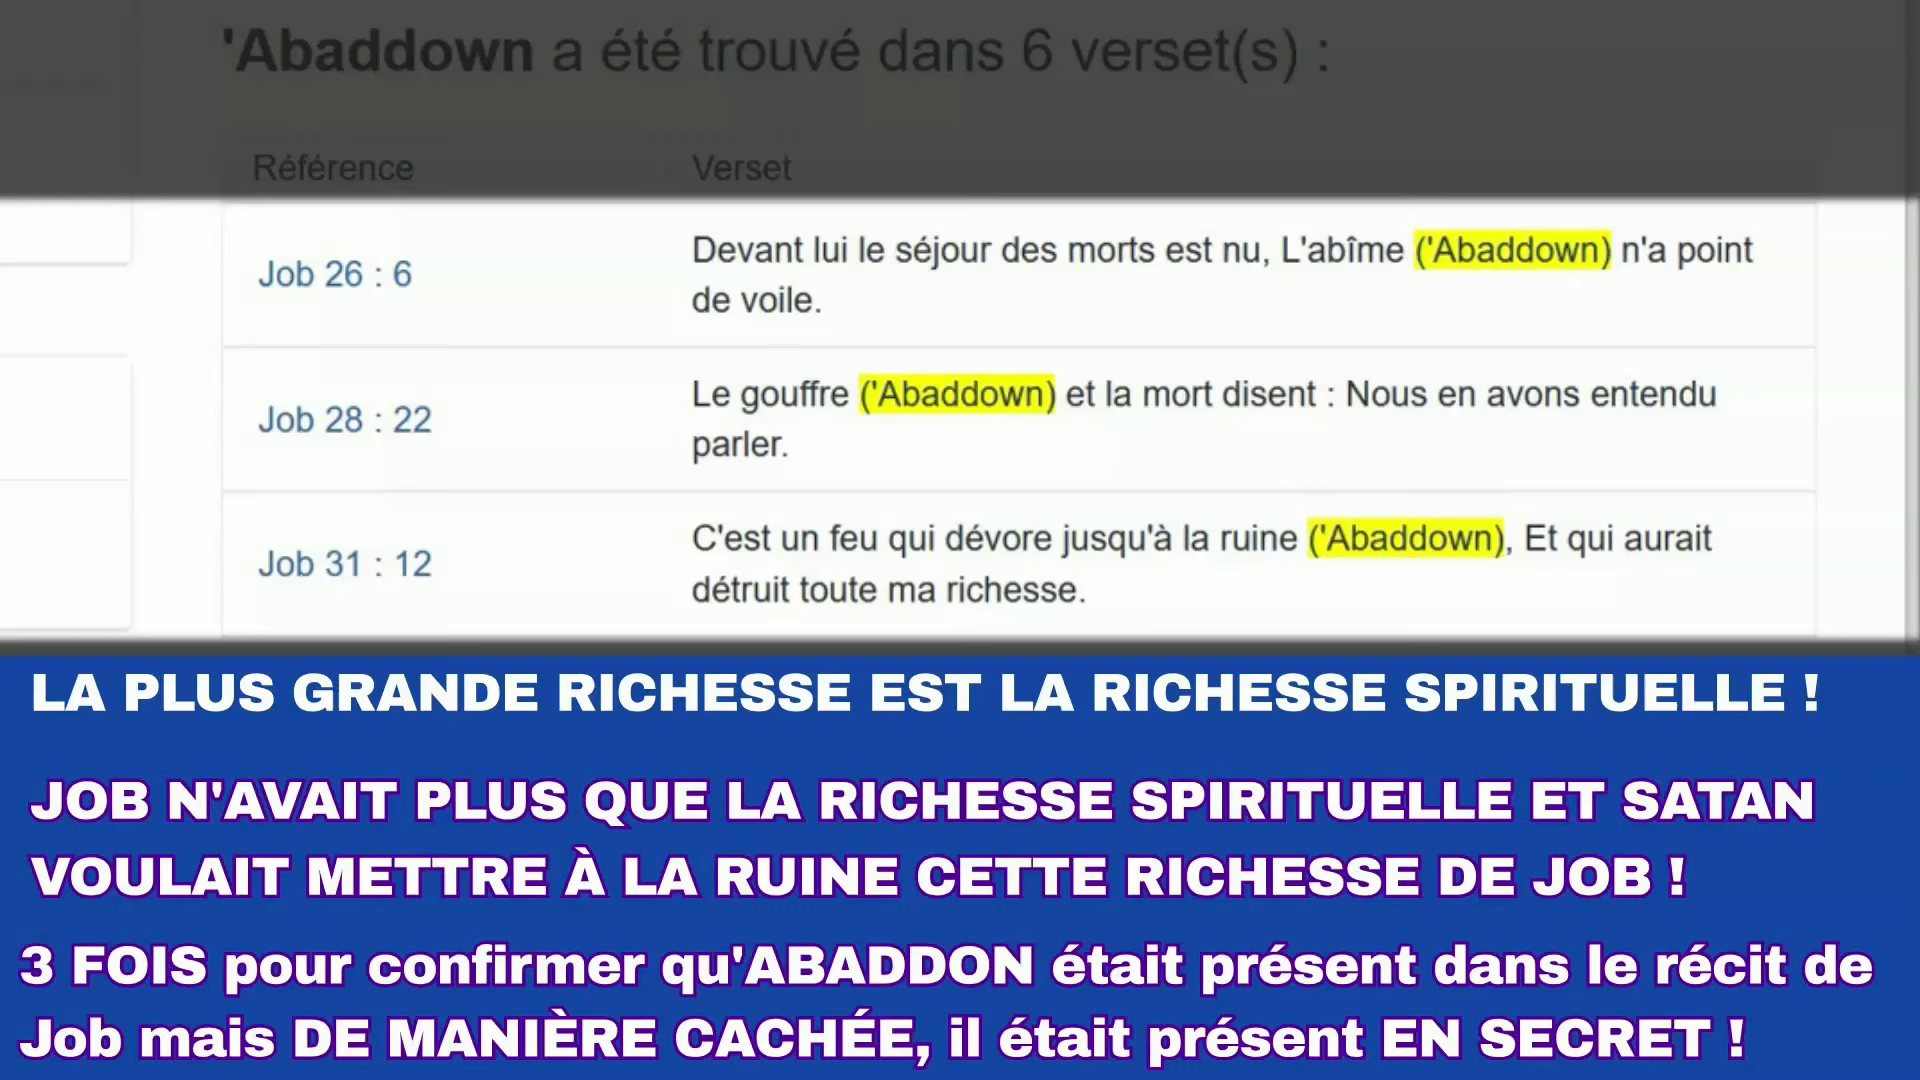 'Abaddown a été trouvé dans 6 verset(s) :
Référence Verset
Job 26 : 6
Devant lui le séjour des morts est nu, L'abîme ('Abaddown) n'a point
de voile.
Job 28 : 22
Le gouffre ('Abaddown) et la mort disent : Nous en avons entendu
parler.
Job 31 : 12
C'est un feu qui dévore jusqu'à la ruine ('Abaddown), Et qui aurait
détruit toute ma richesse.
LA PLUS GRANDE RICHESSE EST LA RICHESSE SPIRITUELLE !
JOB N'AVAIT PLUS QUE LA RICHESSE SPIRITUELLE ET SATAN
VOULAIT METTRE À LA RUINE CETTE RICHESSE DE JOB !
3 FOIS pour confirmer qu'ABADDON était présent dans le récit de
Job mais DE MANIÈRE CACHÉE, il était présent EN SECRET !